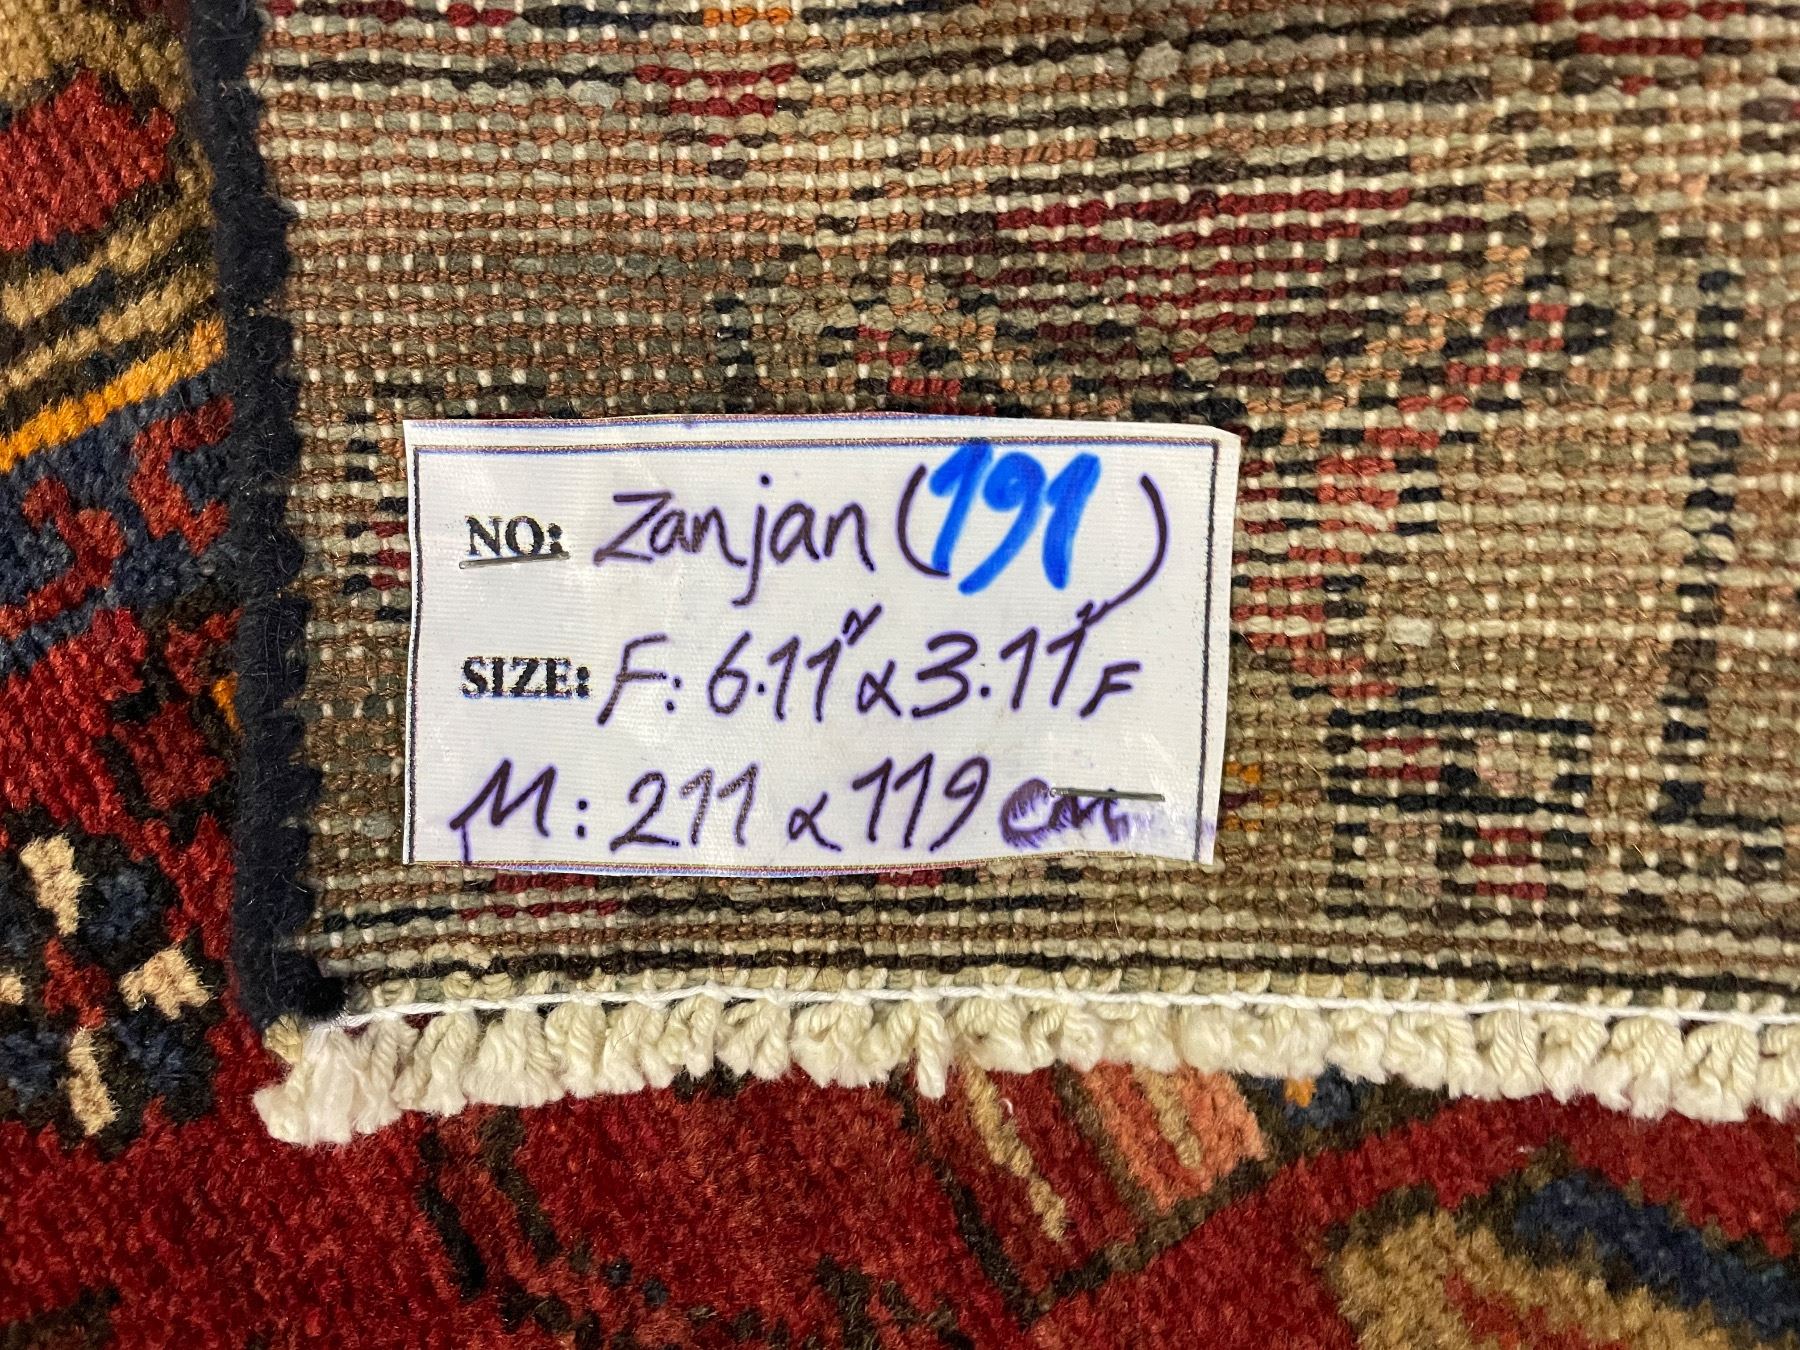 NO: Zanjan (191)
SIZE: F: 6.11" x 3.11" F
M: 211 x 119 cm